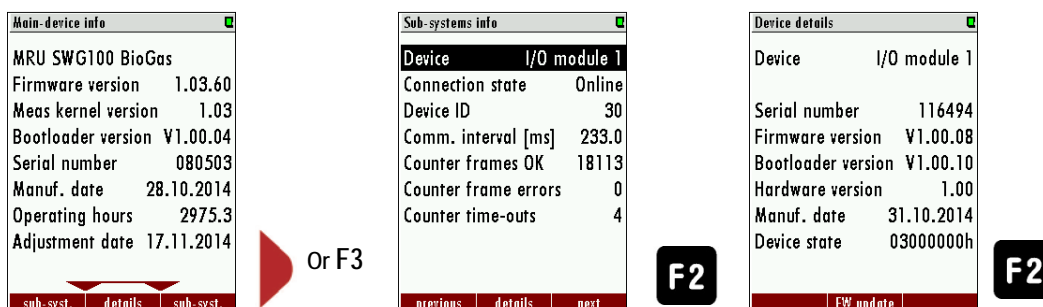 Main-device info
MRU SWG100 BioGas
Firmware version 1.03.60
Meas kernel version 1.03
Bootloader version V1.00.04
Serial number 080503
Manuf. date 28.10.2014
Operating hours 2975.3
Adjustment date 17.11.2014
sub-syst. details sub-syst.
Or F3
Sub-systems info
Device I/O module 1
Connection state Online
Device ID 30
Comm. interval [ms] 233.0
Counter frames OK 18113
Counter frame errors 0
Counter time-outs 4
previous details next
F2
Device details
Device I/O module 1
Serial number 116494
Firmware version V1.00.08
Bootloader version V1.00.10
Hardware version 1.00
Manuf. date 31.10.2014
Device state 03000000h
FW update
F2